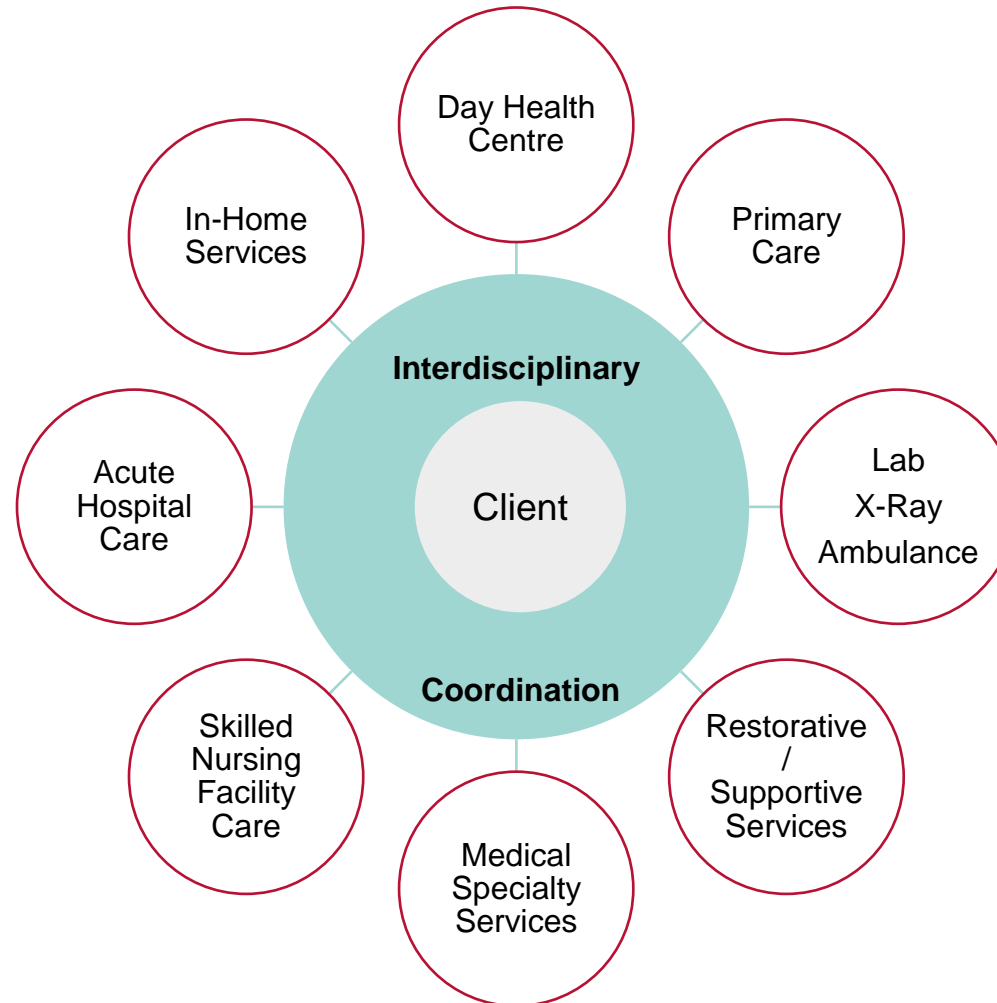 Day Health
Centre
In-Home
Services
Primary
Care
Interdisciplinary
Acute
Hospital
Care
Client
Lab
X-Ray
Ambulance
Coordination
Skilled
Nursing
Facility
Care
Restorative
/
Supportive
Services
Medical
Specialty
Services